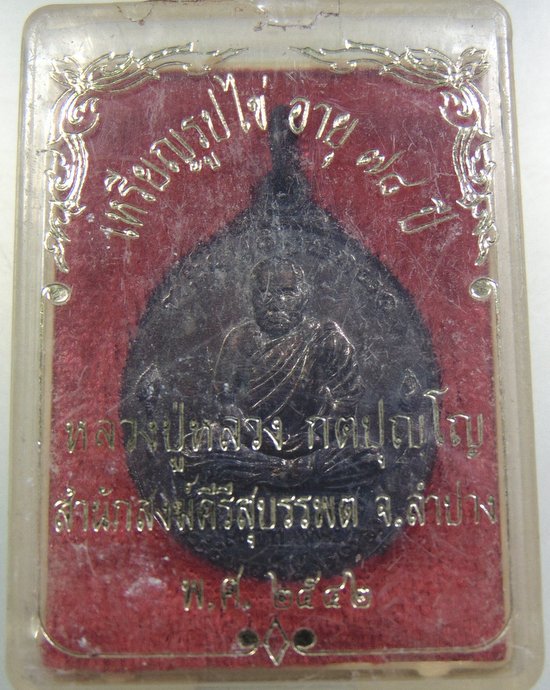 เหรียญรูปไข่ อายุ ๗๘ ปี
หลวงปู่หลวง กตปุญฺโญ
สำนักสงฆ์คีรีสุบรรพต จ.ลำปาง
พ.ศ. ๒๕๔๒